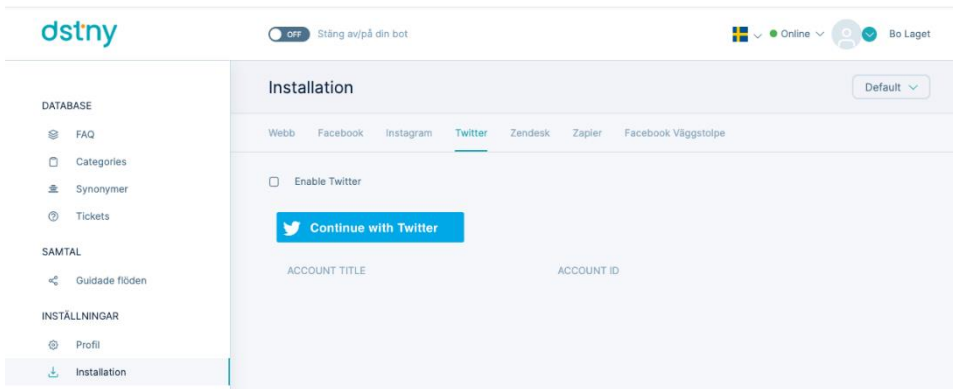 dstny
OFF Stäng av/på din bot
Online
Bo Laget
DATABASE
FAQ
Categories
Synonymer
Tickets
SAMTAL
Guidade flöden
INSTÄLLNINGAR
Profil
Installation
Installation
Default
Webb Facebook Instagram Twitter Zendesk Zapier Facebook Väggstolpe
Enable Twitter
Continue with Twitter
ACCOUNT TITLE ACCOUNT ID